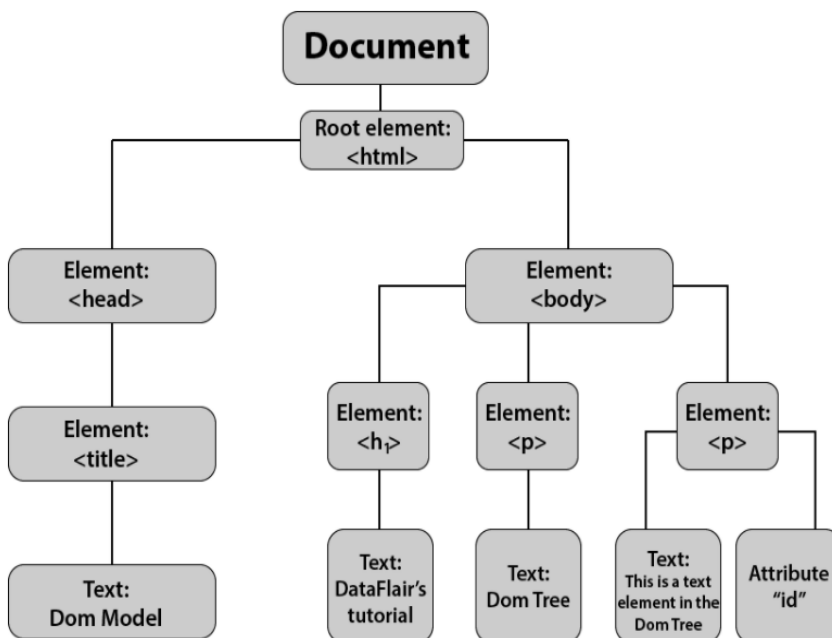 Document
Root element:
<html>
Element:
<head>
Element:
<body>
Element:
<title>
Element:
<h₁>
Element:
<p>
Element:
<p>
Text:
Dom Model
Text:
DataFlair's
tutorial
Text:
Dom Tree
Text:
This is a text
element in the
Dom Tree
Attribute
"id"